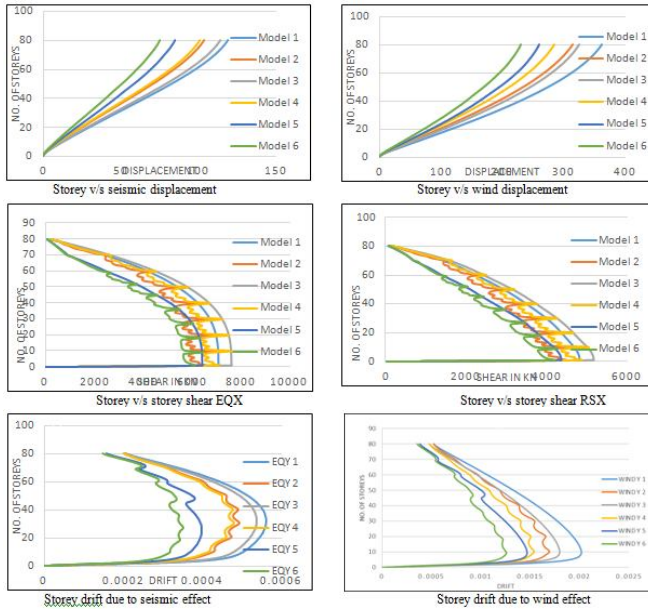 80
60
40
20
0
NO. OF STOREYS
0
50
100
150
DISPLACEMENT
Model 1
Model 2
Model 3
Model 4
Model 5
Model 6
Storey v/s seismic displacement
100
80
60
40
20
0
NO. OF STOREYS
0
100
200
300
400
DISPLACEMENT
Model 1
Model 2
Model 3
Model 4
Model 5
Model 6
Storey v/s wind displacement
90
80
70
60
50
40
30
20
10
0
NO.OF STOREYS
0
2000
4000
6000
8000
10000
SHEAR IN KN
Model 1
Model 2
Model 3
Model 4
Model 5
Model 6
Storey v/s storey shear EQX
100
80
60
40
20
0
NO.OF STOREYS
0
2000
4000
6000
SHEAR IN KN
Model 1
Model 2
Model 3
Model 4
Model 5
Model 6
Storey v/s storey shear RSX
100
80
60
40
20
0
NO. OF STOREYS
0
0.0002
0.0004
0.0006
DRIFT
EQY 1
EQY 2
EQY 3
EQY 4
EQY 5
EQY 6
Storey drift due to seismic effect
90
80
70
60
50
40
30
20
10
0
NO.OF STOREYS
0
0.0005
0.001
0.0015
0.002
0.0025
DRIFT
WINDY 1
WINDY 2
WINDY 3
WINDY 4
WINDY 5
WINDY 6
Storey drift due to wind effect